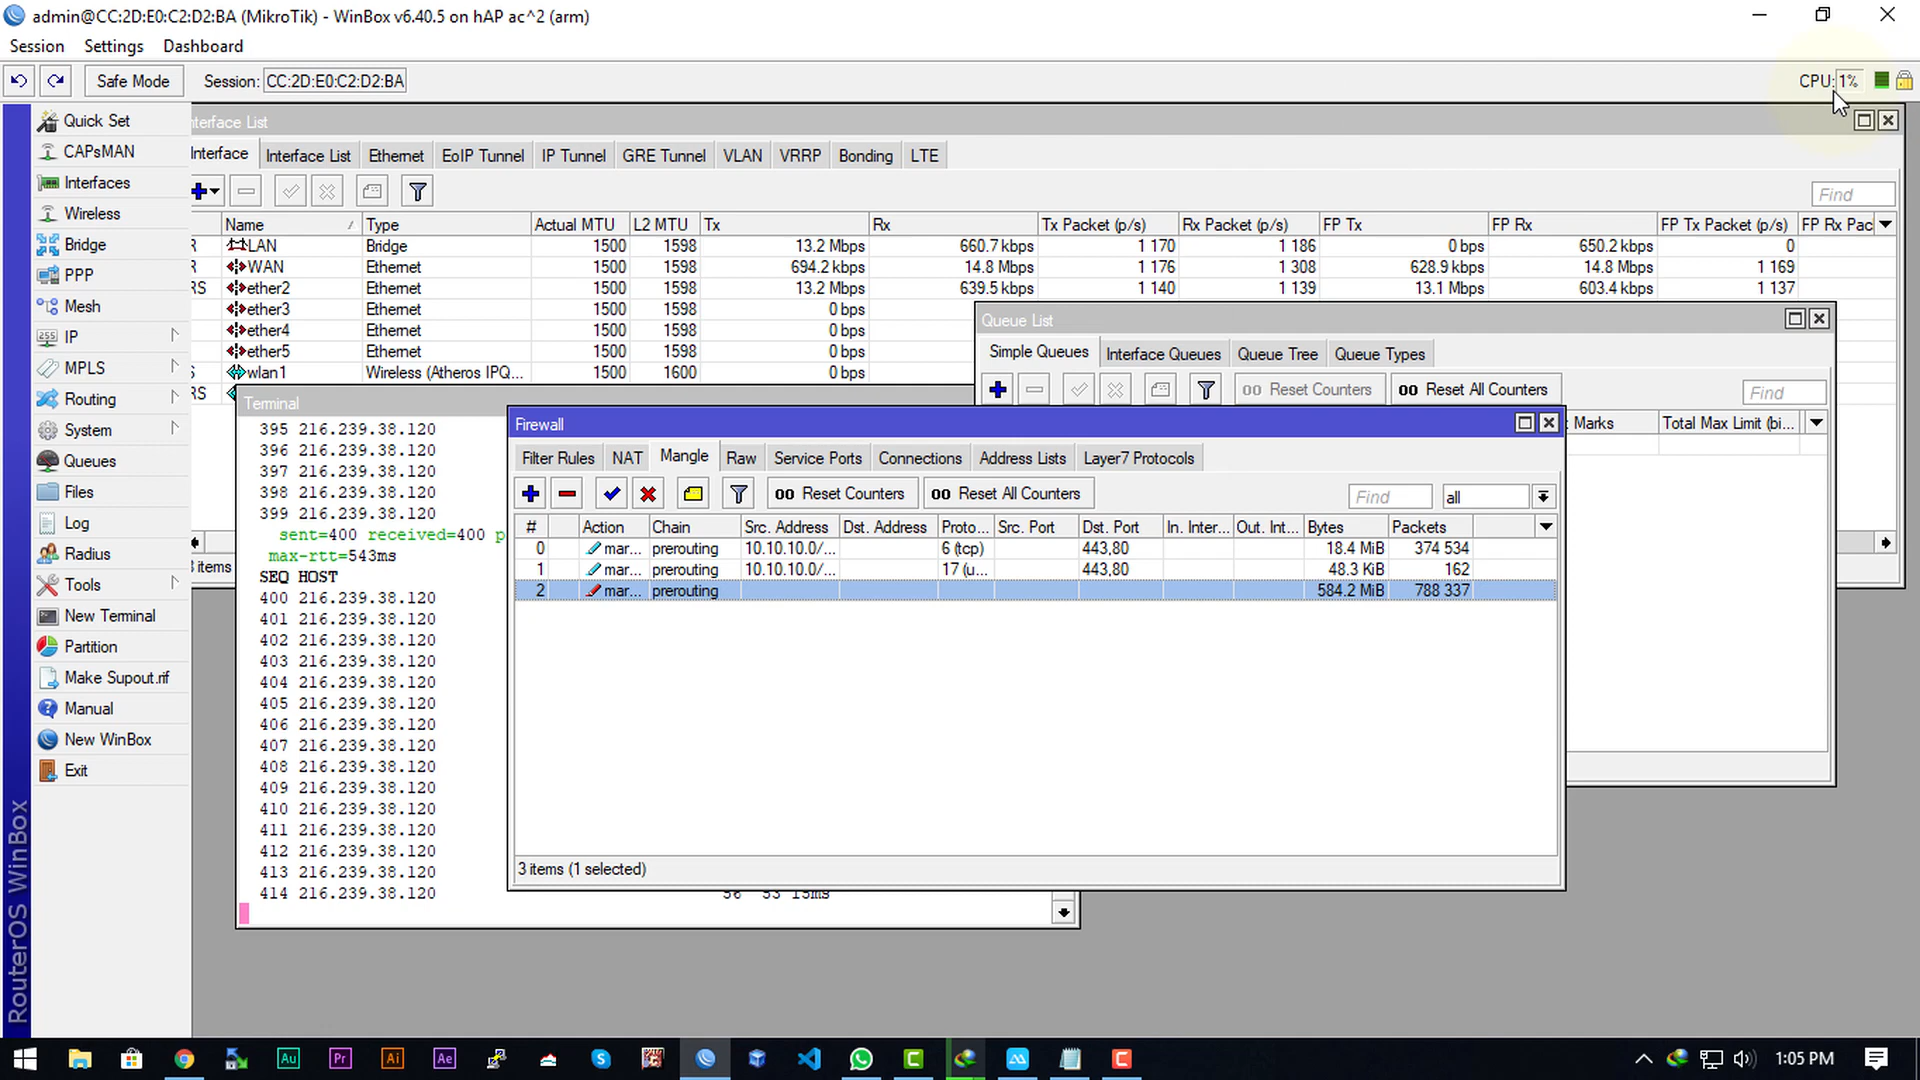 admin@CC:2D:E0:C2:D2:BA (MikroTik) - WinBox v6.40.5 on hAP ac^2 (arm)
Session Settings Dashboard
Safe Mode Session: CC:2D:E0:C2:D2:BA CPU: 1%
Quick Set
CAPsMAN
Interfaces
Wireless
Bridge
PPP
Mesh
IP
MPLS
Routing
System
Queues
Files
Log
Radius
Tools
New Terminal
Partition
Make Supout.rif
Manual
New WinBox
Exit
RouterOS WinBox
terface List
Interface Interface List Ethernet EoIP Tunnel IP Tunnel GRE Tunnel VLAN VRRP Bonding LTE
Find
Name Type Actual MTU L2 MTU Tx Rx Tx Packet (p/s) Rx Packet (p/s) FP Tx FP Rx FP Tx Packet (p/s) FP Rx Pac
R LAN Bridge 1500 1598 13.2 Mbps 660.7 kbps 1 170 1 186 0 bps 650.2 kbps 0
R WAN Ethernet 1500 1598 694.2 kbps 14.8 Mbps 1 176 1 308 628.9 kbps 14.8 Mbps 1 169
RS ether2 Ethernet 1500 1598 13.2 Mbps 639.5 kbps 1 140 1 139 13.1 Mbps 603.4 kbps 1 137
ether3 Ethernet 1500 1598 0 bps
ether4 Ethernet 1500 1598 0 bps
ether5 Ethernet 1500 1598 0 bps
S wlan1 Wireless (Atheros IPQ... 1500 1600 0 bps
RS
items
Queue List
Simple Queues Interface Queues Queue Tree Queue Types
00 Reset Counters 00 Reset All Counters Find
Marks Total Max Limit (bi...
Terminal
395 216.239.38.120
396 216.239.38.120
397 216.239.38.120
398 216.239.38.120
399 216.239.38.120
sent=400 received=400 p
max-rtt=543ms
SEQ HOST
400 216.239.38.120
401 216.239.38.120
402 216.239.38.120
403 216.239.38.120
404 216.239.38.120
405 216.239.38.120
406 216.239.38.120
407 216.239.38.120
408 216.239.38.120
409 216.239.38.120
410 216.239.38.120
411 216.239.38.120
412 216.239.38.120
413 216.239.38.120
414 216.239.38.120 56 53 15ms
Firewall
Filter Rules NAT Mangle Raw Service Ports Connections Address Lists Layer7 Protocols
00 Reset Counters 00 Reset All Counters Find all
# Action Chain Src. Address Dst. Address Proto... Src. Port Dst. Port In. Inter... Out. Int... Bytes Packets
0 mar... prerouting 10.10.10.0/... 6 (tcp) 443,80 18.4 MiB 374 534
1 mar... prerouting 10.10.10.0/... 17 (u... 443,80 48.3 KiB 162
2 mar... prerouting 584.2 MiB 788 337
3 items (1 selected)
Au Pr Ai Ae
1:05 PM